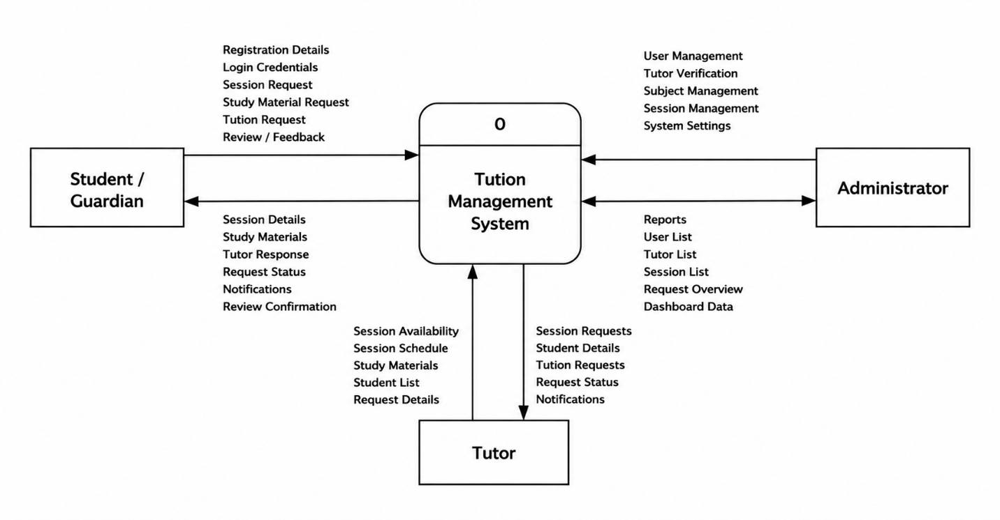 Registration Details
Login Credentials
Session Request
Study Material Request
Tution Request
Review / Feedback
User Management
Tutor Verification
Subject Management
Session Management
System Settings
0
Student /
Guardian
Tution
Management
System
Administrator
Session Details
Study Materials
Tutor Response
Request Status
Notifications
Review Confirmation
Reports
User List
Tutor List
Session List
Request Overview
Dashboard Data
Session Availability
Session Schedule
Study Materials
Student List
Request Details
Session Requests
Student Details
Tution Requests
Request Status
Notifications
Tutor